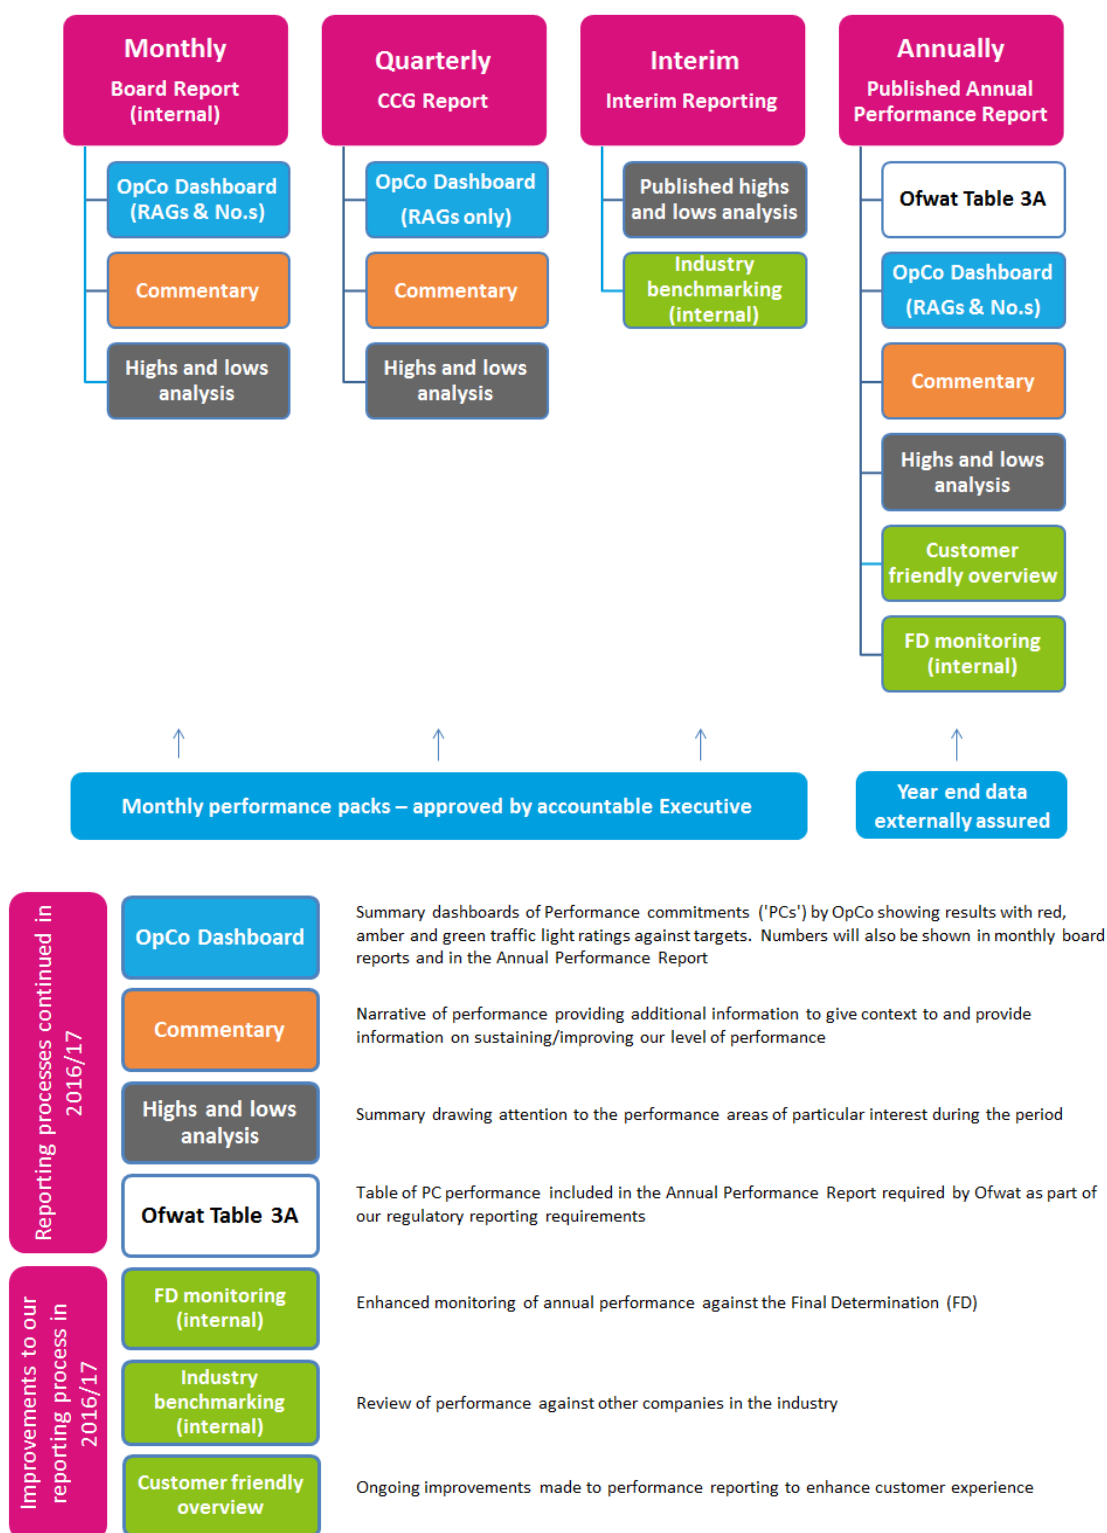 Monthly
Board Report
(internal)
OpCo Dashboard
(RAGs & No.s)
Commentary
Highs and lows
analysis
Quarterly
CCG Report
OpCo Dashboard
(RAGs only)
Commentary
Highs and lows
analysis
Interim
Interim Reporting
Published highs
and lows analysis
Industry
benchmarking
(internal)
Annually
Published Annual
Performance Report
Ofwat Table 3A
OpCo Dashboard
(RAGs & No.s)
Commentary
Highs and lows
analysis
Customer
friendly overview
FD monitoring
(internal)
Monthly performance packs – approved by accountable Executive
Year end data
externally assured
Reporting processes continued in
2016/17
OpCo Dashboard
Summary dashboards of Performance commitments ('PCs') by OpCo showing results with red,
amber and green traffic light ratings against targets. Numbers will also be shown in monthly board
reports and in the Annual Performance Report
Commentary
Narrative of performance providing additional information to give context to and provide
information on sustaining/improving our level of performance
Highs and lows
analysis
Summary drawing attention to the performance areas of particular interest during the period
Ofwat Table 3A
Table of PC performance included in the Annual Performance Report required by Ofwat as part of
our regulatory reporting requirements
Improvements to our
reporting process in
2016/17
FD monitoring
(internal)
Enhanced monitoring of annual performance against the Final Determination (FD)
Industry
benchmarking
(internal)
Review of performance against other companies in the industry
Customer friendly
overview
Ongoing improvements made to performance reporting to enhance customer experience